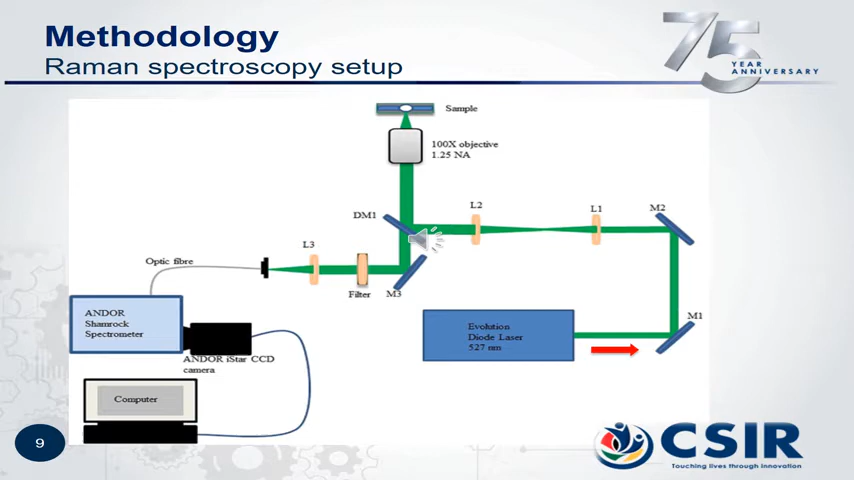 Methodology
Raman spectroscopy setup
75
YEAR
ANNIVERSARY
Sample
100X objective
1.25 NA
DM1
L2
L1
M2
L3
Optic fibre
Filter
M3
M1
ANDOR
Shamrock
Spectrometer
Evolution
Diode Laser
527 nm
ANDOR iStar CCD
camera
Computer
9
CSIR
Touching lives through innovation